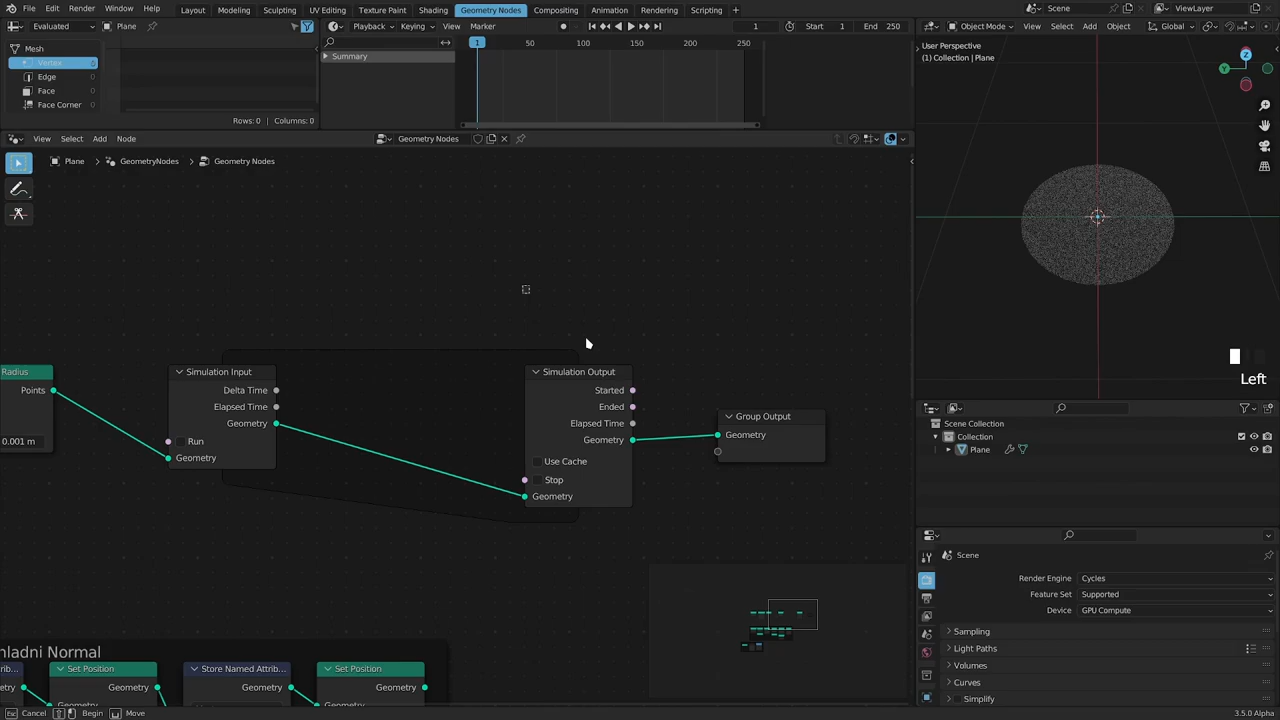 File Edit Render Window Help Layout Modeling Sculpting UV Editing Texture Paint Shading Geometry Nodes Animation Rendering Compositing Scripting + Scene ViewLayer
Evaluated Plane Playback Keying View Marker 1 Start 1 End 250 Object Mode View Select Add Object Global
Mesh
Vertex
Edge
Face
Face Corner
Rows: 0 Columns: 0
1 50 100 150 200 250
Summary
User Perspective
(1) Collection | Plane
Z
Y
View Select Add Node Geometry Nodes
Plane > GeometryNodes > Geometry Nodes
Radius
Points
0.001 m
Simulation Input
Delta Time
Elapsed Time
Geometry
Run
Geometry
Simulation Output
Started
Ended
Elapsed Time
Geometry
Use Cache
Stop
Geometry
Group Output
Geometry
Left
Scene Collection
Collection
Plane
Scene
Render Engine Cycles
Feature Set Supported
Device GPU Compute
Sampling
Light Paths
Volumes
Curves
Simplify
hladni Normal
Attrib... Set Position Store Named Attribut... Set Position
Geometry Geometry Geometry
Cancel Begin Move 3.5.0 Alpha